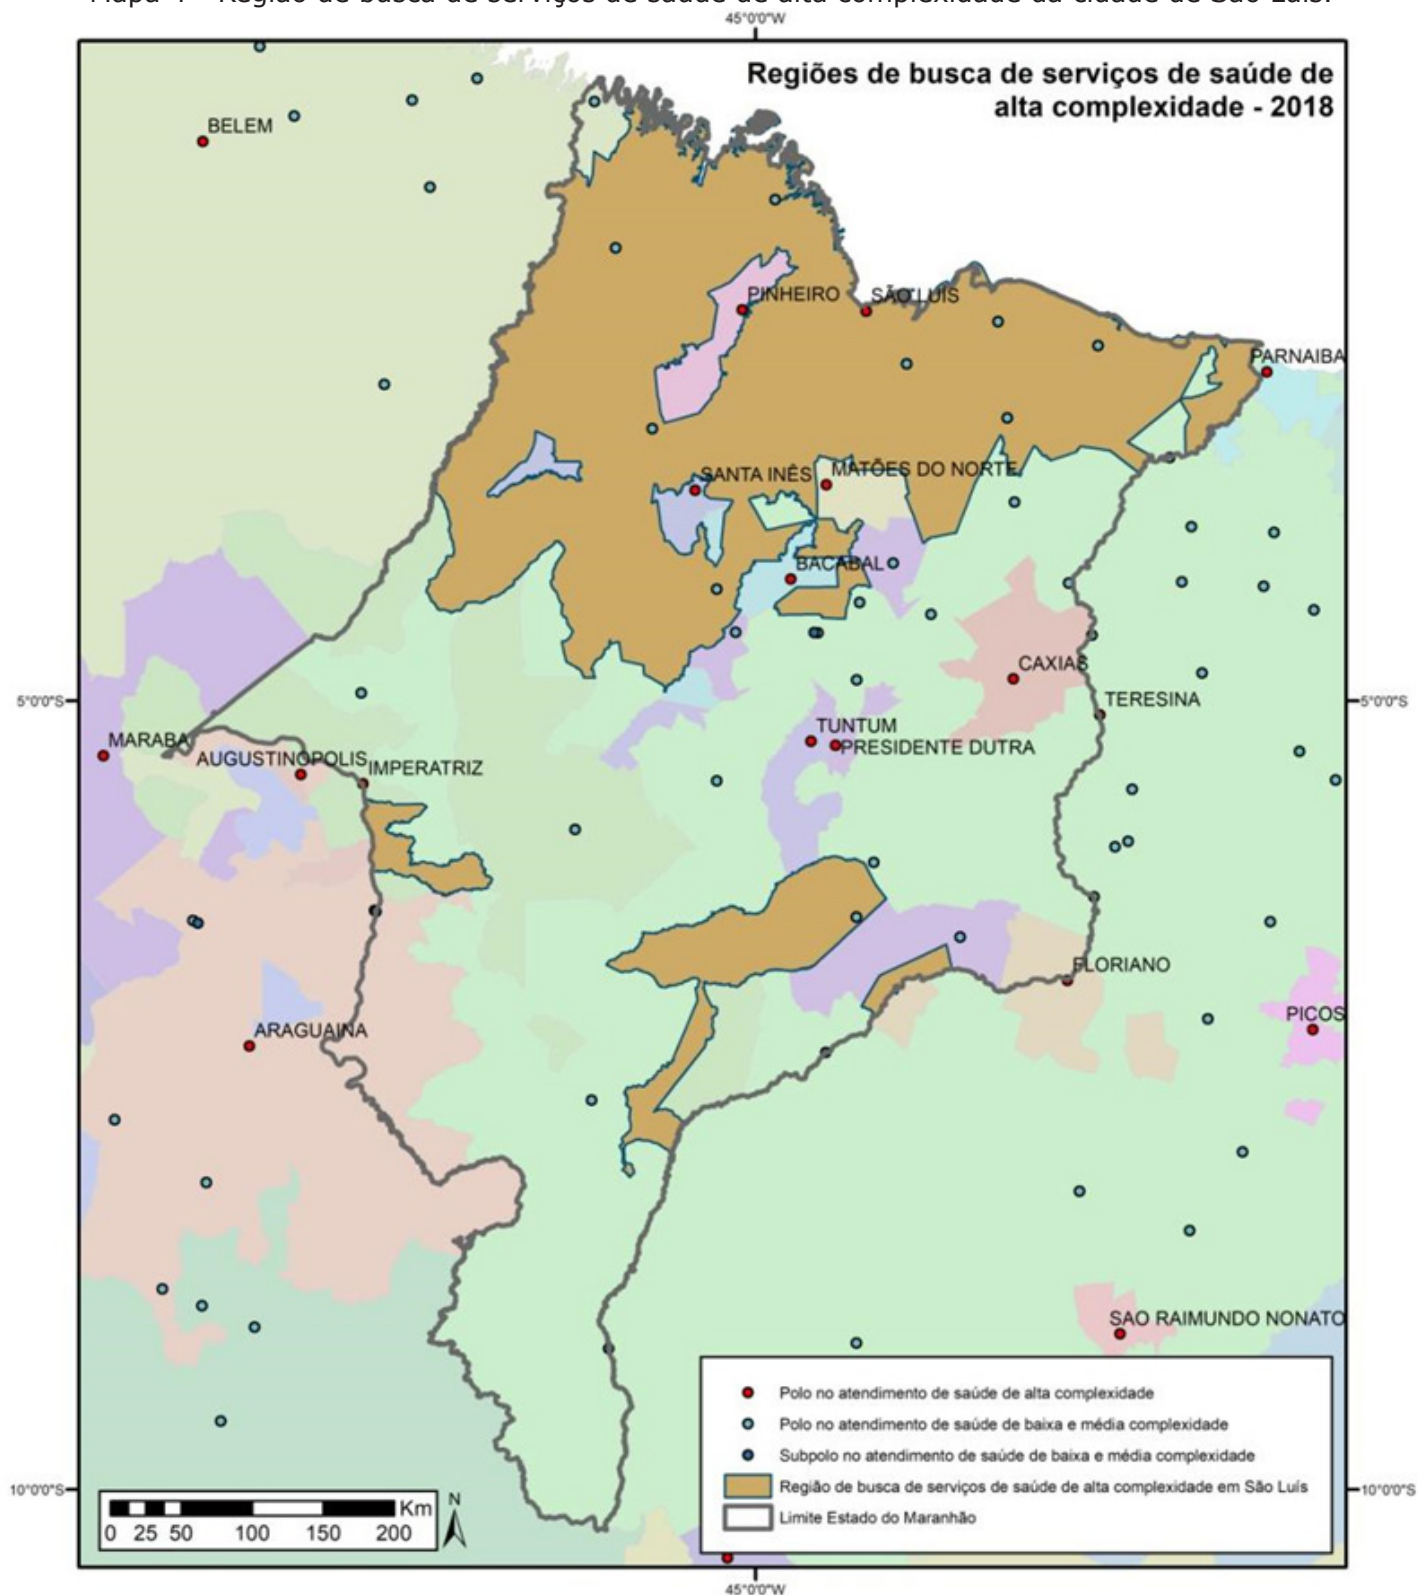 Mapa 4 - Região de busca de serviços de saúde de alta complexidade da cidade de São Luís.
45°0'0"W
Regiões de busca de serviços de saúde de
alta complexidade - 2018
BELEM
PINHEIRO
SÃO LUÍS
PARNAIBA
SANTA INÊS
MATÕES DO NORTE
BACABAL
CAXIAS
5°0'0"S
5°0'0"S
TERESINA
TUNTUM
PRESIDENTE DUTRA
MARABA
AUGUSTINOPOLIS
IMPERATRIZ
FLORIANO
PICOS
ARAGUAINA
SAO RAIMUNDO NONATO
Polo no atendimento de saúde de alta complexidade
Polo no atendimento de saúde de baixa e média complexidade
Subpolo no atendimento de saúde de baixa e média complexidade
Região de busca de serviços de saúde de alta complexidade em São Luís
Limite Estado do Maranhão
10°0'0"S
10°0'0"S
Km
0 25 50 100 150 200
N
45°0'0"W